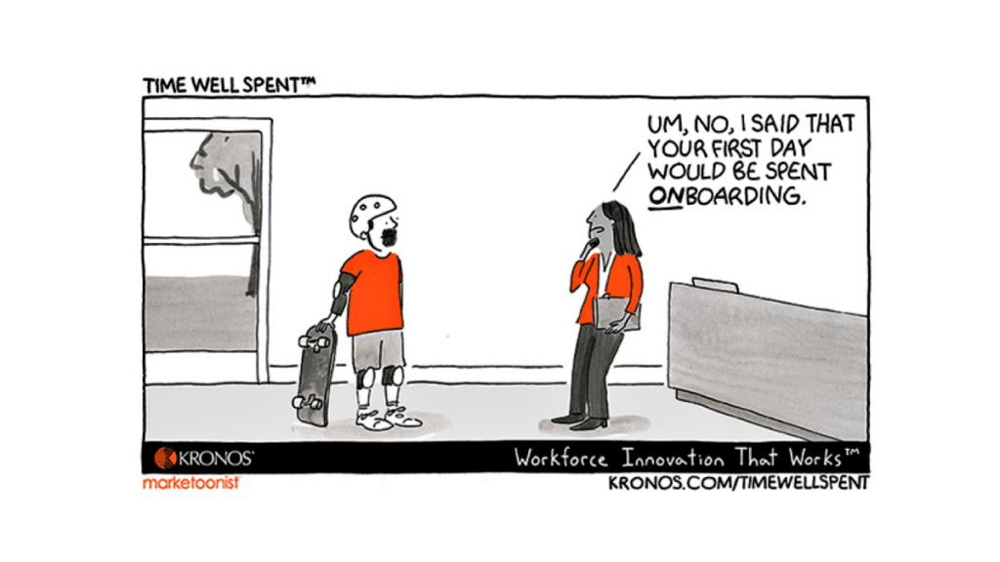 TIME WELL SPENT™
UM, NO, I SAID THAT
YOUR FIRST DAY
WOULD BE SPENT
ONBOARDING.
KRONOS®
Workforce Innovation That Works™
marketoonist
KRONOS.COM/TIMEWELLSPENT